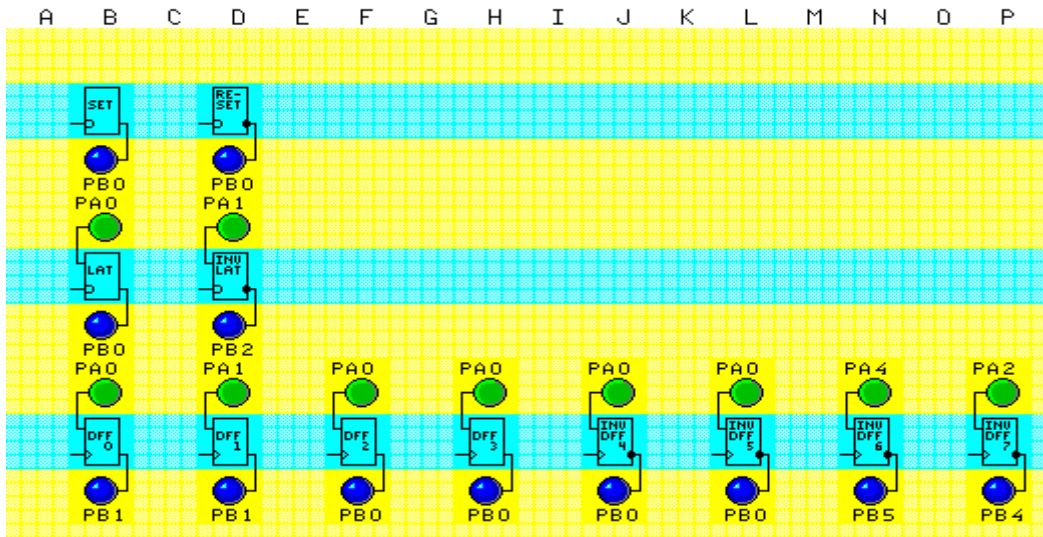 A B C D E F G H I J K L M N O P
SET RE-
SET
PB0 PB0
PA0 PA1
LAT INV
LAT
PB0 PB2
PA0 PA1 PA0 PA0 PA0 PA0 PA4 PA2
DFF
0 DFF
1 DFF
2 DFF
3 INV
DFF
4 INV
DFF
5 INV
DFF
6 INV
DFF
7
PB1 PB1 PB0 PB0 PB0 PB0 PB5 PB4